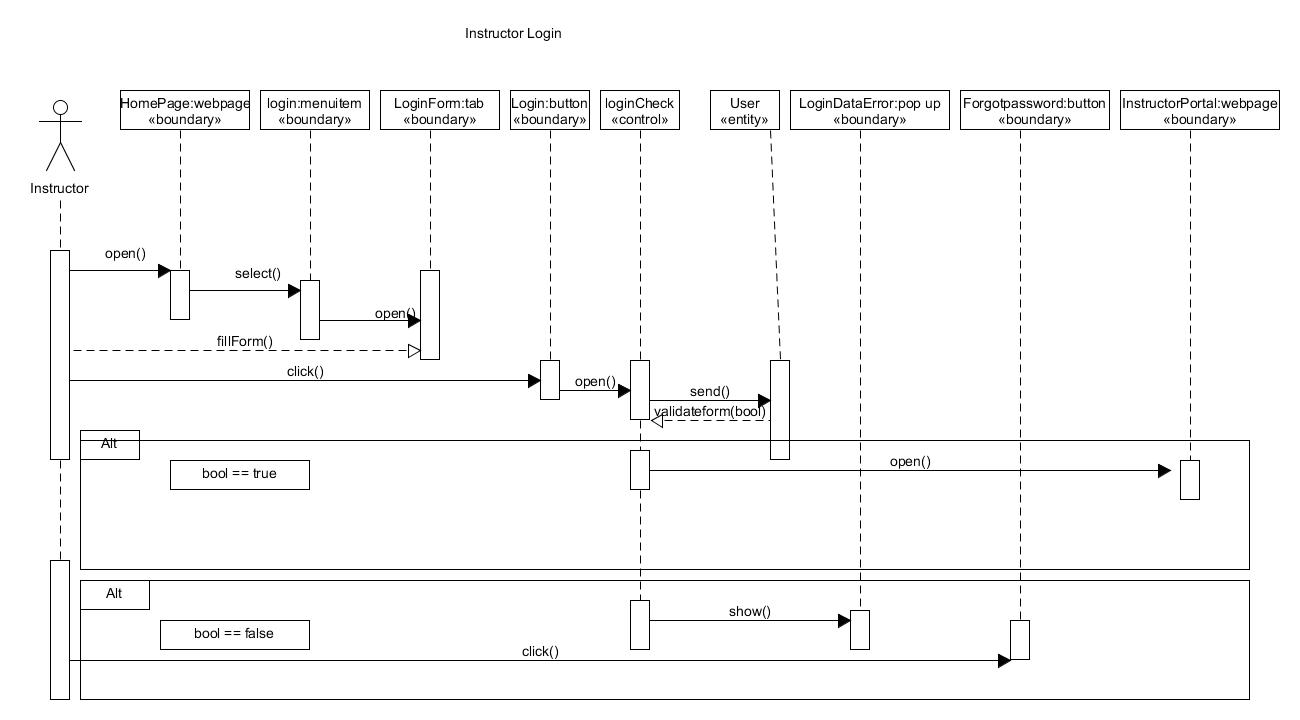 Instructor Login
HomePage:webpage
«boundary»
login:menuitem
«boundary»
LoginForm:tab
«boundary»
Login:button
«boundary»
loginCheck
«control»
User
«entity»
LoginDataError:pop up
«boundary»
Forgotpassword:button
«boundary»
InstructorPortal:webpage
«boundary»
Instructor
open()
select()
open()
fillForm()
click()
open()
send()
validateform(bool)
Alt
bool == true
open()
Alt
show()
bool == false
click()